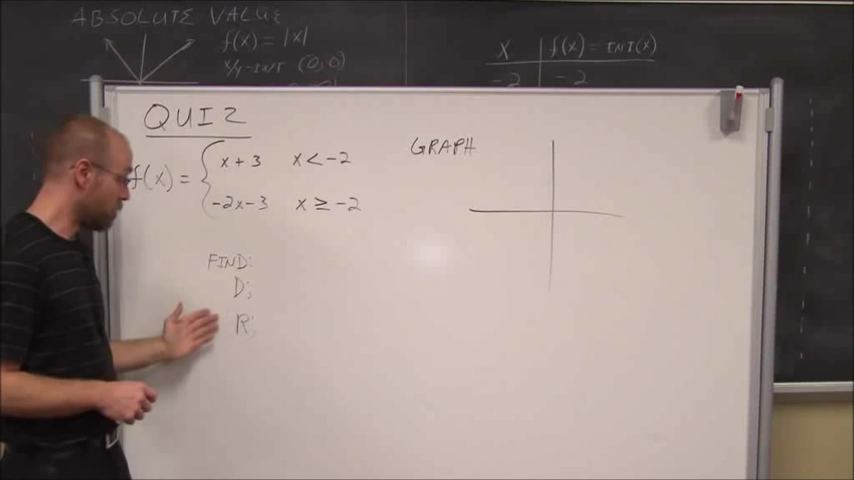 ABSOLUTE VALUE
f(x) = |x|
x/y-INT (0,0)
x | f(x) = INT(x)
-2 | -2
QUIZ
f(x) = { x + 3   x < -2
-2x - 3   x ≥ -2
GRAPH
FIND:
D:
R: